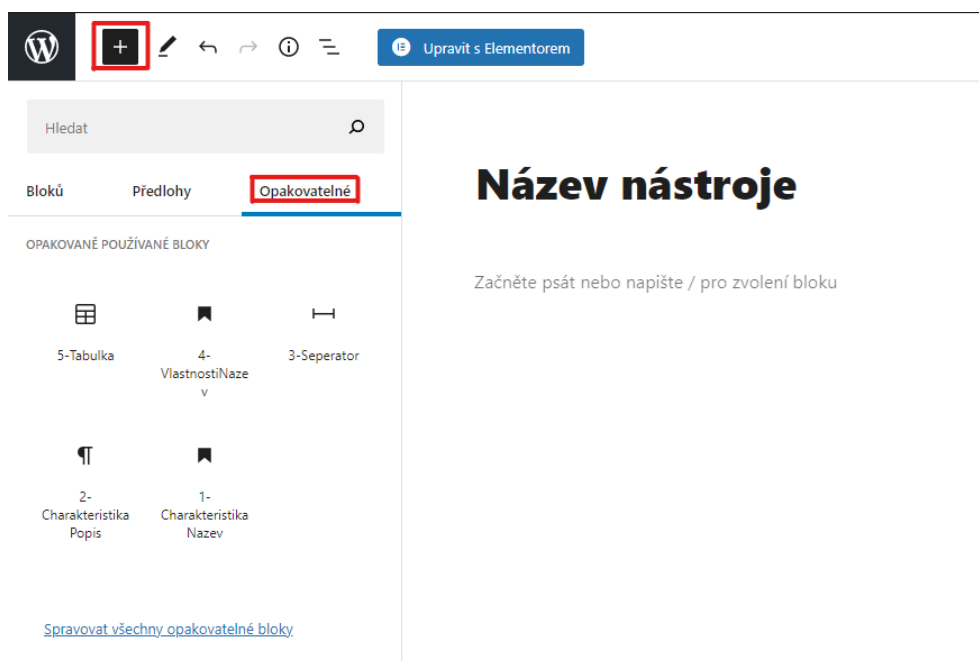 Upravit s Elementorem
Hledat
Bloků
Předlohy
Opakovatelné
Název nástroje
OPAKOVANĚ POUŽÍVANÉ BLOKY
Začněte psát nebo napište / pro zvolení bloku
5-Tabulka
4-
VlastnostiNaze
v
3-Seperator
2-
Charakteristika
Popis
1-
Charakteristika
Nazev
Spravovat všechny opakovatelné bloky